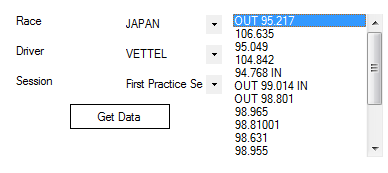 Race JAPAN
Driver VETTEL
Session First Practice Se
Get Data
OUT 95.217
106.635
95.049
104.842
94.768 IN
OUT 99.014 IN
OUT 98.801
98.965
98.81001
98.631
98.955